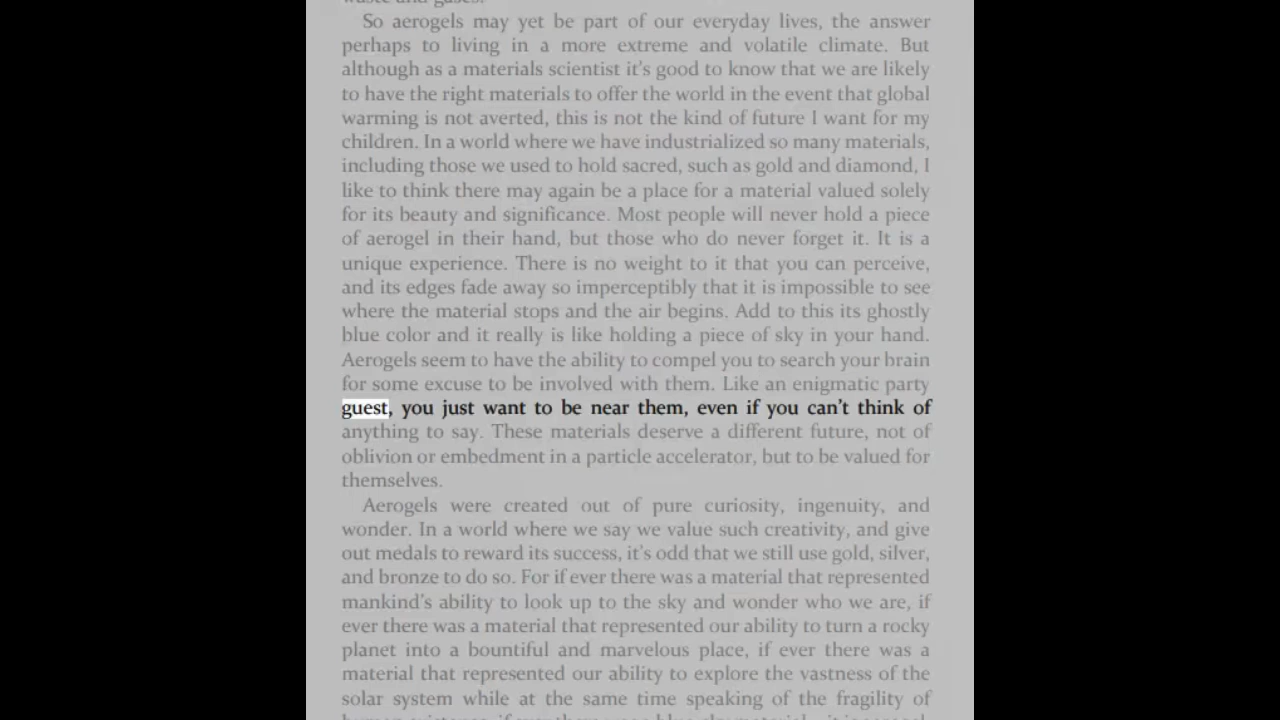 waste and gases.
So aerogels may yet be part of our everyday lives, the answer
perhaps to living in a more extreme and volatile climate. But
although as a materials scientist it’s good to know that we are likely
to have the right materials to offer the world in the event that global
warming is not averted, this is not the kind of future I want for my
children. In a world where we have industrialized so many materials,
including those we used to hold sacred, such as gold and diamond, I
like to think there may again be a place for a material valued solely
for its beauty and significance. Most people will never hold a piece
of aerogel in their hand, but those who do never forget it. It is a
unique experience. There is no weight to it that you can perceive,
and its edges fade away so imperceptibly that it is impossible to see
where the material stops and the air begins. Add to this its ghostly
blue color and it really is like holding a piece of sky in your hand.
Aerogels seem to have the ability to compel you to search your brain
for some excuse to be involved with them. Like an enigmatic party
guest, you just want to be near them, even if you can’t think of
anything to say. These materials deserve a different future, not of
oblivion or embedment in a particle accelerator, but to be valued for
themselves.
Aerogels were created out of pure curiosity, ingenuity, and
wonder. In a world where we say we value such creativity, and give
out medals to reward its success, it’s odd that we still use gold, silver,
and bronze to do so. For if ever there was a material that represented
mankind’s ability to look up to the sky and wonder who we are, if
ever there was a material that represented our ability to turn a rocky
planet into a bountiful and marvelous place, if ever there was a
material that represented our ability to explore the vastness of the
solar system while at the same time speaking of the fragility of